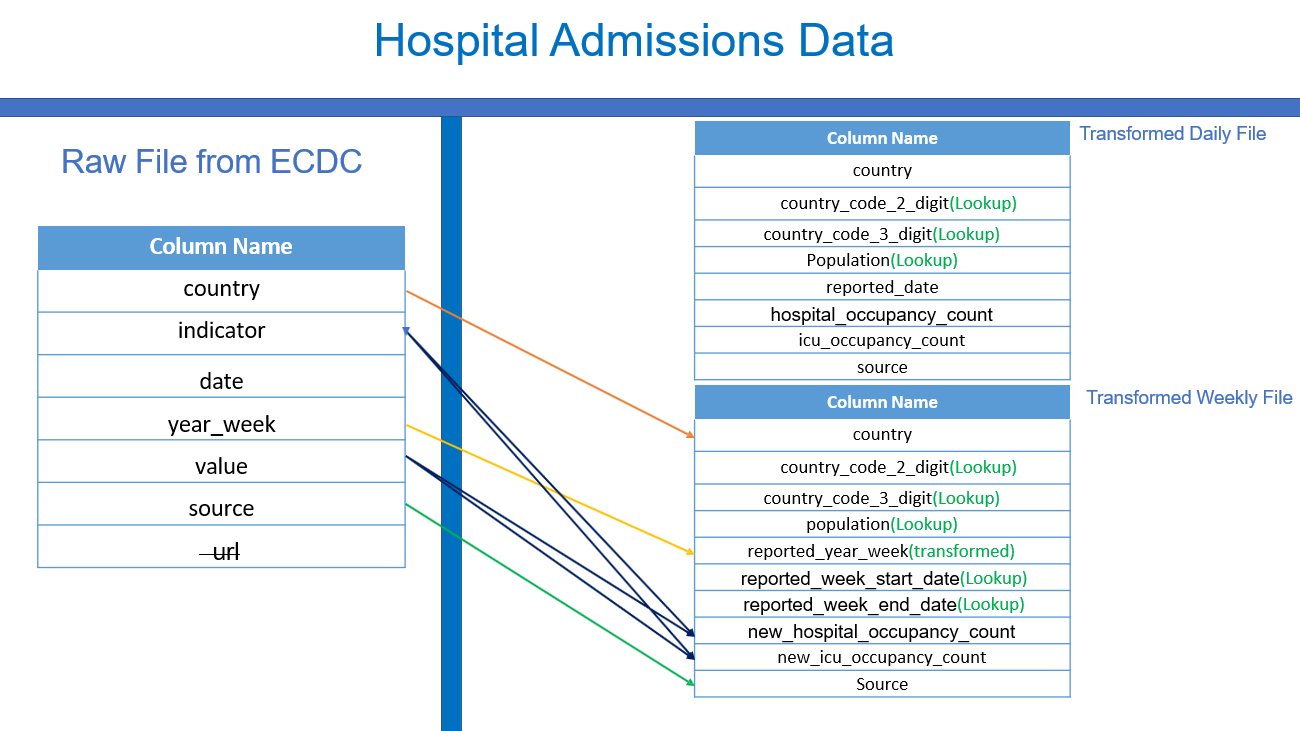 Hospital Admissions Data
Raw File from ECDC
Column Name
country
indicator
date
year_week
value
source
url
Transformed Daily File
Column Name
country
country_code_2_digit(Lookup)
country_code_3_digit(Lookup)
Population(Lookup)
reported_date
hospital_occupancy_count
icu_occupancy_count
source
Transformed Weekly File
Column Name
country
country_code_2_digit(Lookup)
country_code_3_digit(Lookup)
population(Lookup)
reported_year_week(transformed)
reported_week_start_date(Lookup)
reported_week_end_date(Lookup)
new_hospital_occupancy_count
new_icu_occupancy_count
Source